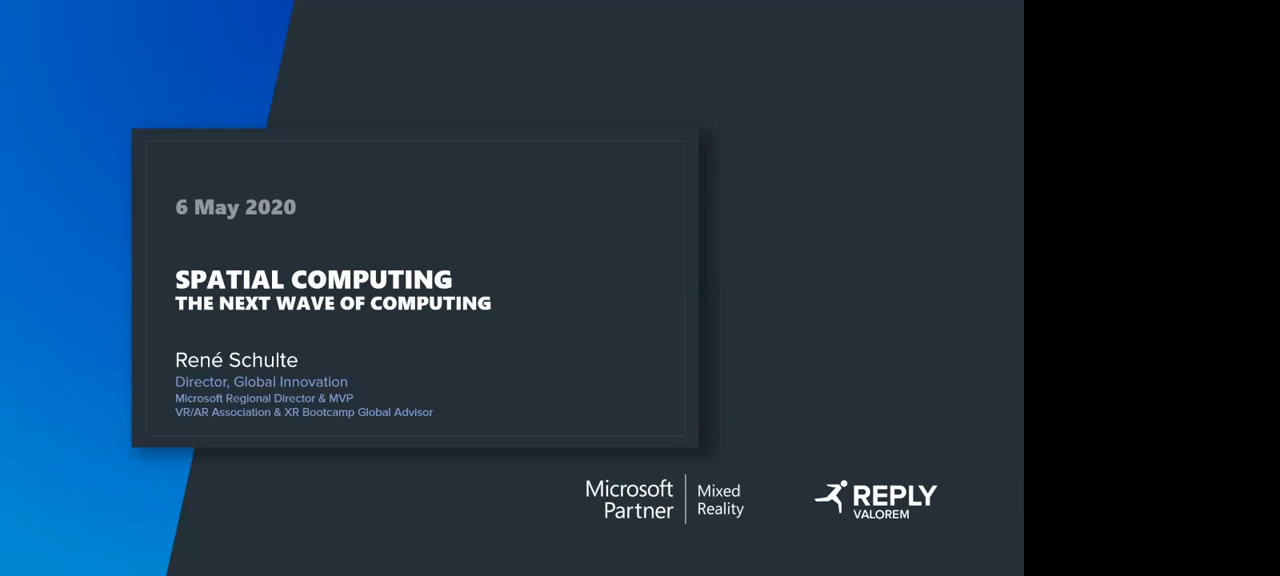 6 May 2020
SPATIAL COMPUTING
THE NEXT WAVE OF COMPUTING
René Schulte
Director, Global Innovation
Microsoft Regional Director & MVP
VR/AR Association & XR Bootcamp Global Advisor
Microsoft Partner
Mixed Reality
REPLY
VALOREM